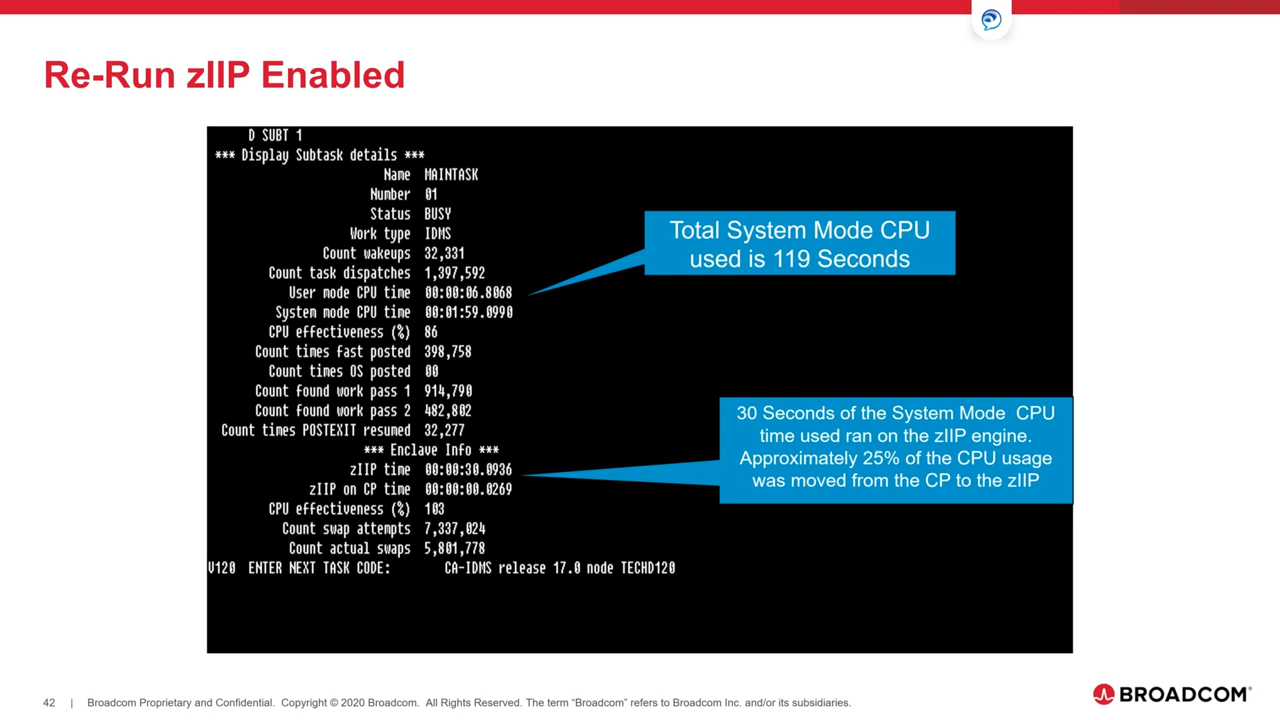 Re-Run zIIP Enabled
D SUBT 1
*** Display Subtask details ***
Name MAINTASK
Number 01
Status BUSY
Work type IDMS
Count wakeups 32,331
Count task dispatches 1,397,592
User mode CPU time 00:00:06.8068
System mode CPU time 00:01:59.0990
CPU effectiveness (%) 86
Count times fast posted 398,758
Count times OS posted 00
Count found work pass 1 914,790
Count found work pass 2 482,802
Count times POSTEXIT resumed 32,277
*** Enclave Info ***
zIIP time 00:00:30.0936
zIIP on CP time 00:00:00.0269
CPU effectiveness (%) 103
Count swap attempts 7,337,024
Count actual swaps 5,801,778
V120 ENTER NEXT TASK CODE: CA-IDMS release 17.0 node TECHD120
Total System Mode CPU
used is 119 Seconds
30 Seconds of the System Mode CPU
time used ran on the zIIP engine.
Approximately 25% of the CPU usage
was moved from the CP to the zIIP
42 | Broadcom Proprietary and Confidential. Copyright © 2020 Broadcom. All Rights Reserved. The term “Broadcom” refers to Broadcom Inc. and/or its subsidiaries.
BROADCOM®